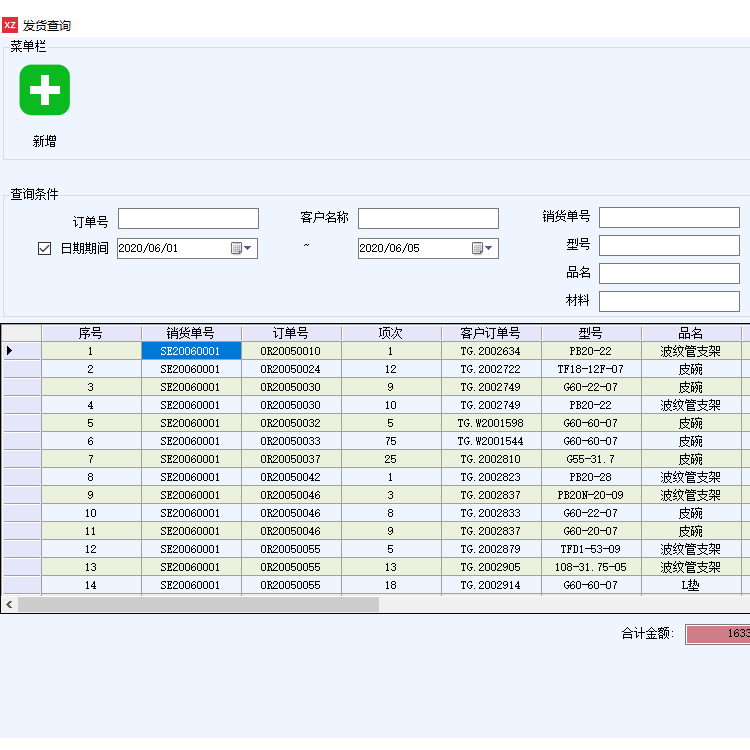 XZ 发货查询
菜单栏
新增
查询条件
订单号 客户名称 销货单号
日期期间 2020/06/01 ~ 2020/06/05 型号
品名
材料
序号 销货单号 订单号 项次 客户订单号 型号 品名
1 SE20060001 OR20050010 1 TG.2002634 PB20-22 波纹管支架
2 SE20060001 OR20050024 12 TG.2002722 TF18-12F-07 皮碗
3 SE20060001 OR20050030 9 TG.2002749 G60-22-07 皮碗
4 SE20060001 OR20050030 10 TG.2002749 PB20-22 波纹管支架
5 SE20060001 OR20050032 5 TG.W2001598 G60-60-07 皮碗
6 SE20060001 OR20050033 75 TG.W2001544 G60-60-07 皮碗
7 SE20060001 OR20050037 25 TG.2002810 G55-31.7 皮碗
8 SE20060001 OR20050042 1 TG.2002823 PB20-28 波纹管支架
9 SE20060001 OR20050046 3 TG.2002837 PB20N-20-09 波纹管支架
10 SE20060001 OR20050046 8 TG.2002833 G60-22-07 皮碗
11 SE20060001 OR20050046 9 TG.2002837 G60-20-07 皮碗
12 SE20060001 OR20050055 5 TG.2002879 TFD1-53-09 波纹管支架
13 SE20060001 OR20050055 13 TG.2002905 108-31.75-05 波纹管支架
14 SE20060001 OR20050055 18 TG.2002914 G60-60-07 L垫
合计金额: 1633